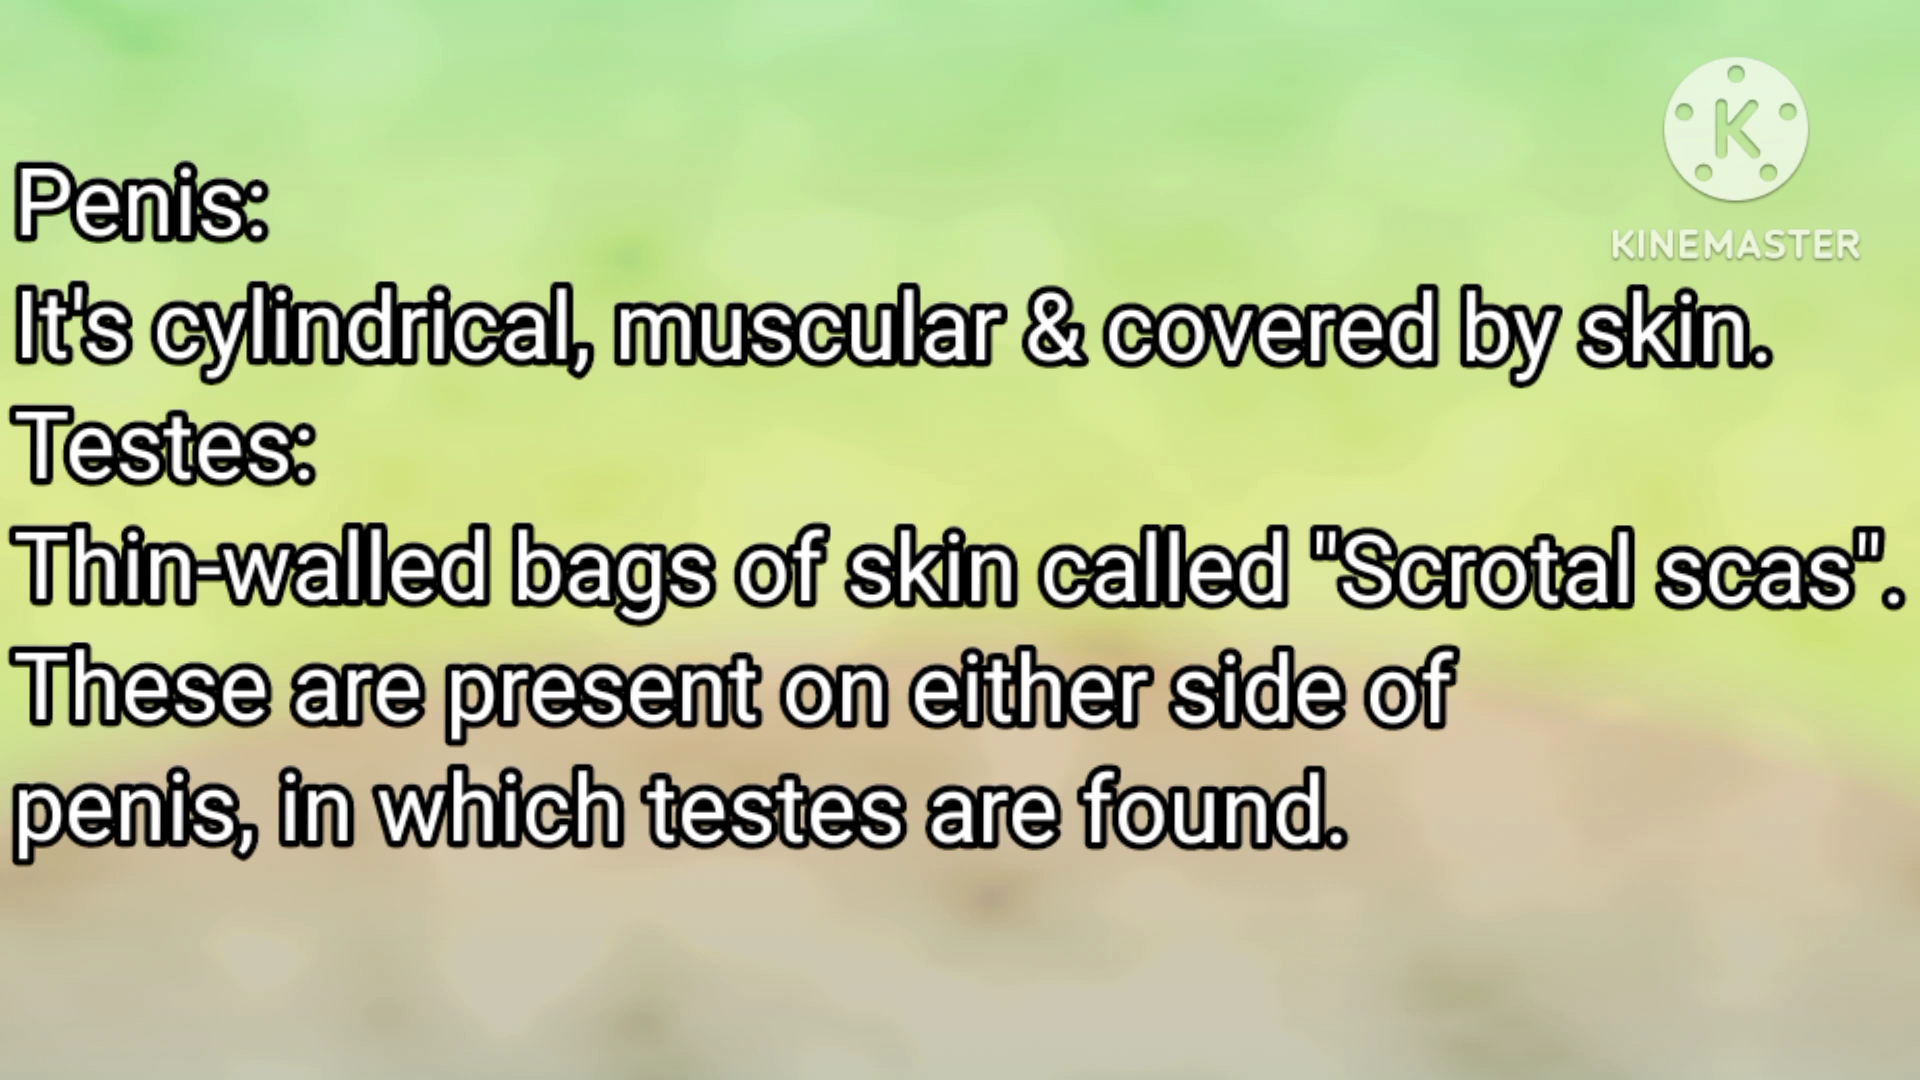 K
KINEMASTER
Penis:
It's cylindrical, muscular & covered by skin.
Testes:
Thin-walled bags of skin called "Scrotal scas".
These are present on either side of
penis, in which testes are found.